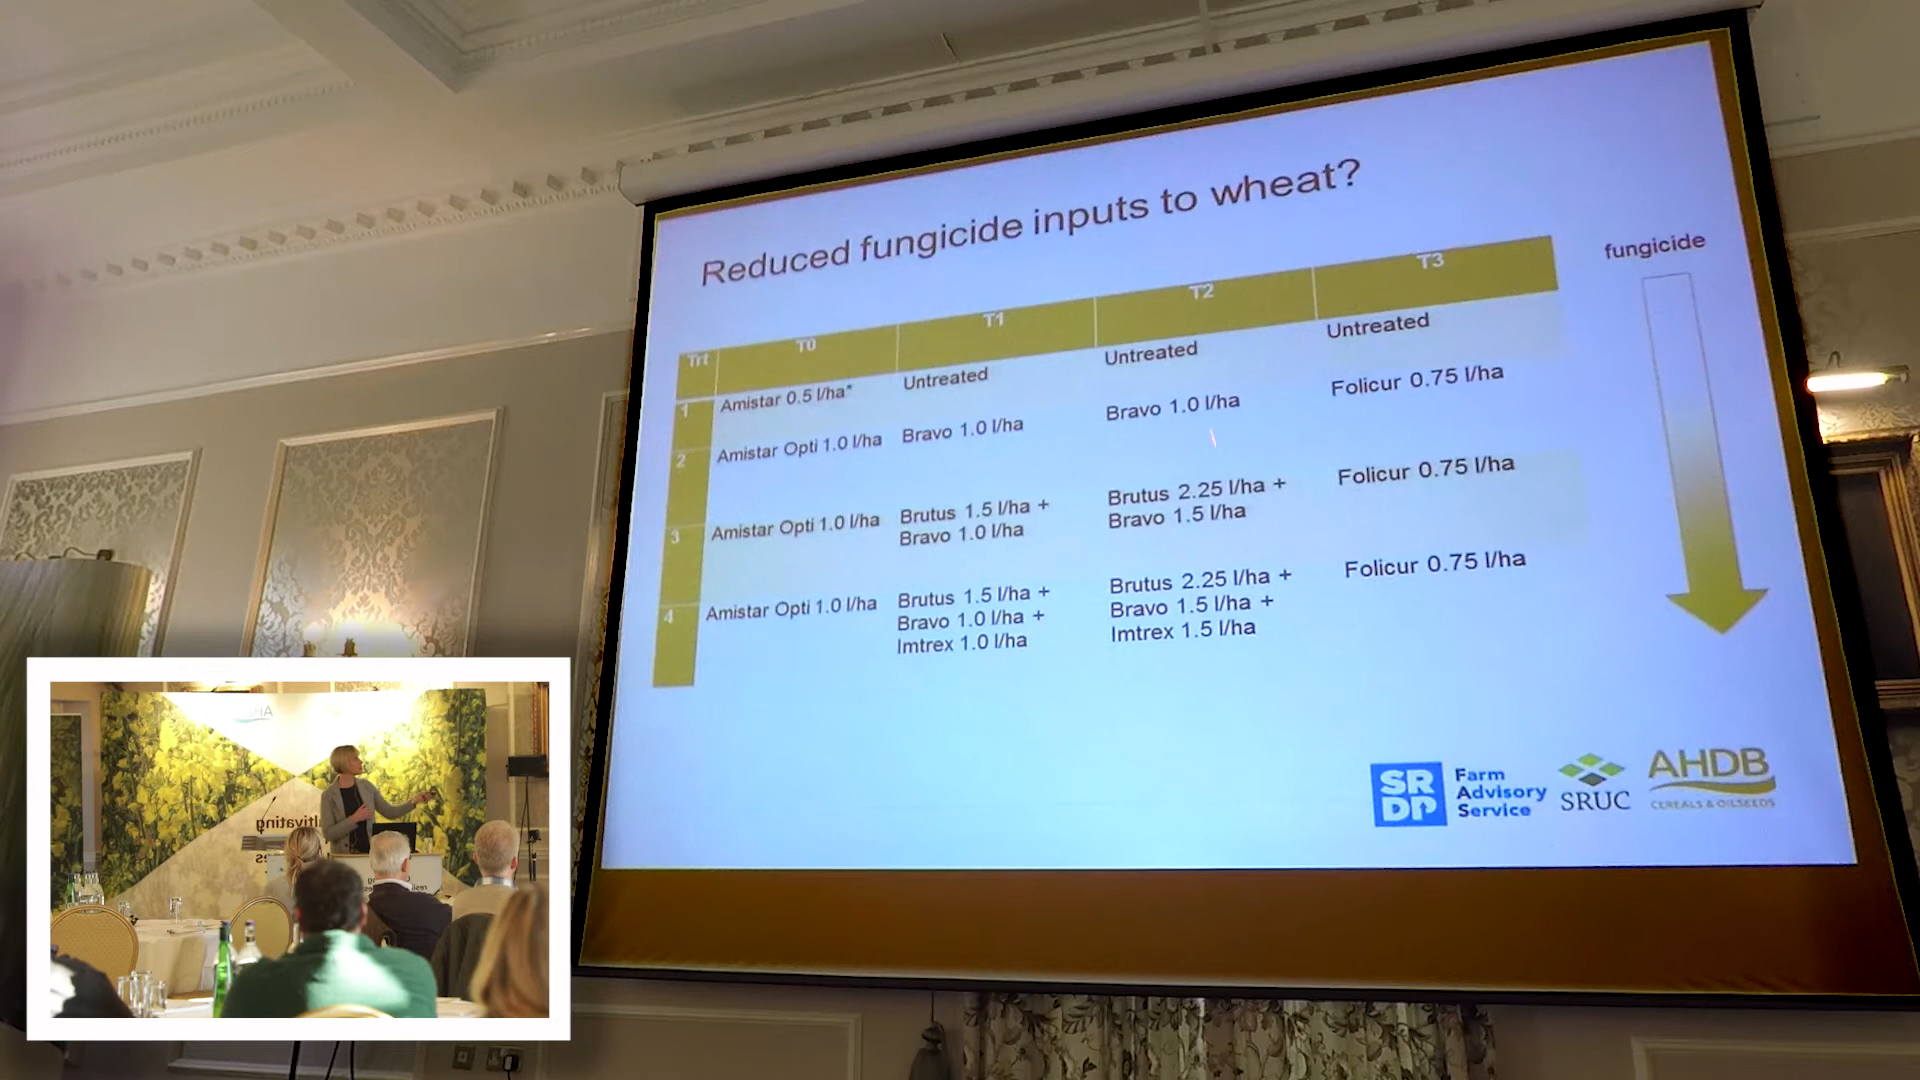 Reduced fungicide inputs to wheat?
fungicide
Trt T0 T1 T2 T3
1 Amistar 0.5 l/ha* Untreated Untreated Untreated
2 Amistar Opti 1.0 l/ha Bravo 1.0 l/ha Bravo 1.0 l/ha Folicur 0.75 l/ha
3 Amistar Opti 1.0 l/ha Brutus 1.5 l/ha + Brutus 2.25 l/ha + Folicur 0.75 l/ha
Bravo 1.0 l/ha Bravo 1.5 l/ha
4 Amistar Opti 1.0 l/ha Brutus 1.5 l/ha + Brutus 2.25 l/ha + Folicur 0.75 l/ha
Bravo 1.0 l/ha + Bravo 1.5 l/ha +
Imtrex 1.0 l/ha Imtrex 1.5 l/ha
SR
DP
Farm
Advisory
Service
SRUC
AHDB
CEREALS & OILSEEDS